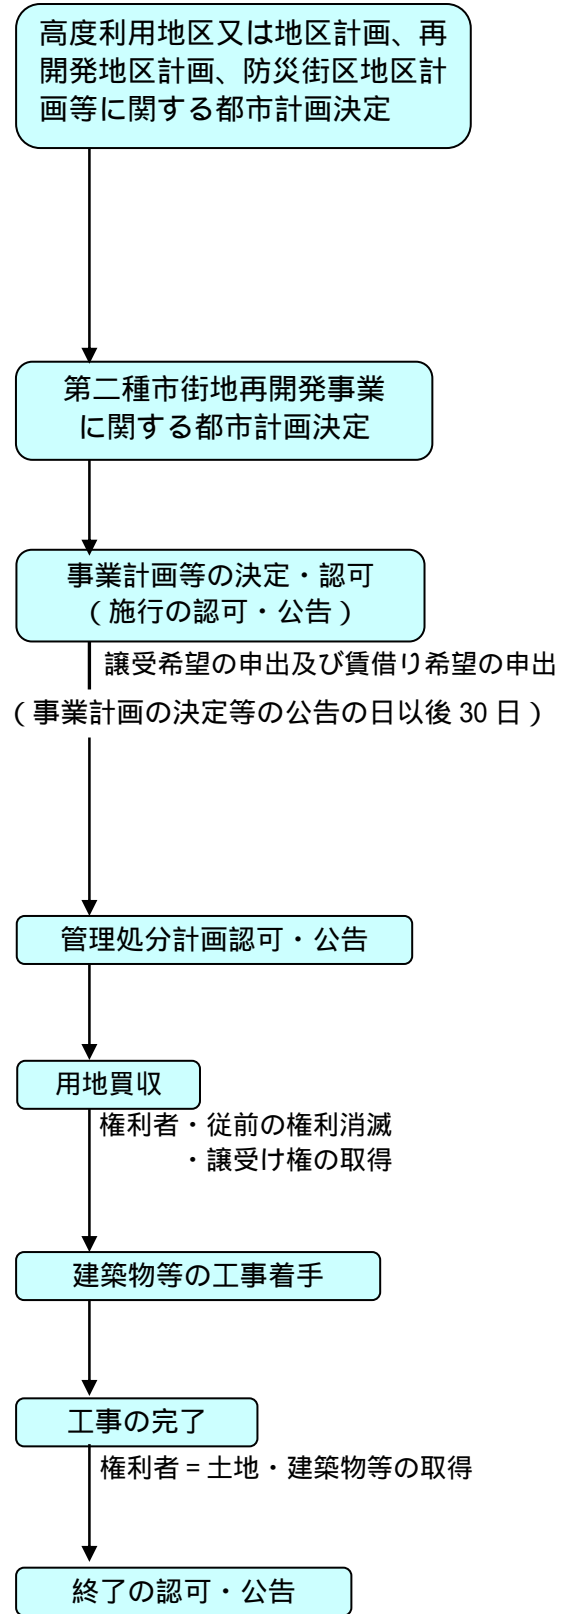 高度利用地区又は地区計画、再
開発地区計画、防災街区地区計
画等に関する都市計画決定
第二種市街地再開発事業
に関する都市計画決定
事業計画等の決定・認可
（施行の認可・公告）
譲受希望の申出及び賃借り希望の申出
（事業計画の決定等の公告の日以後 30 日）
管理処分計画認可・公告
用地買収
権利者・従前の権利消滅
・譲受け権の取得
建築物等の工事着手
工事の完了
権利者＝土地・建築物等の取得
終了の認可・公告